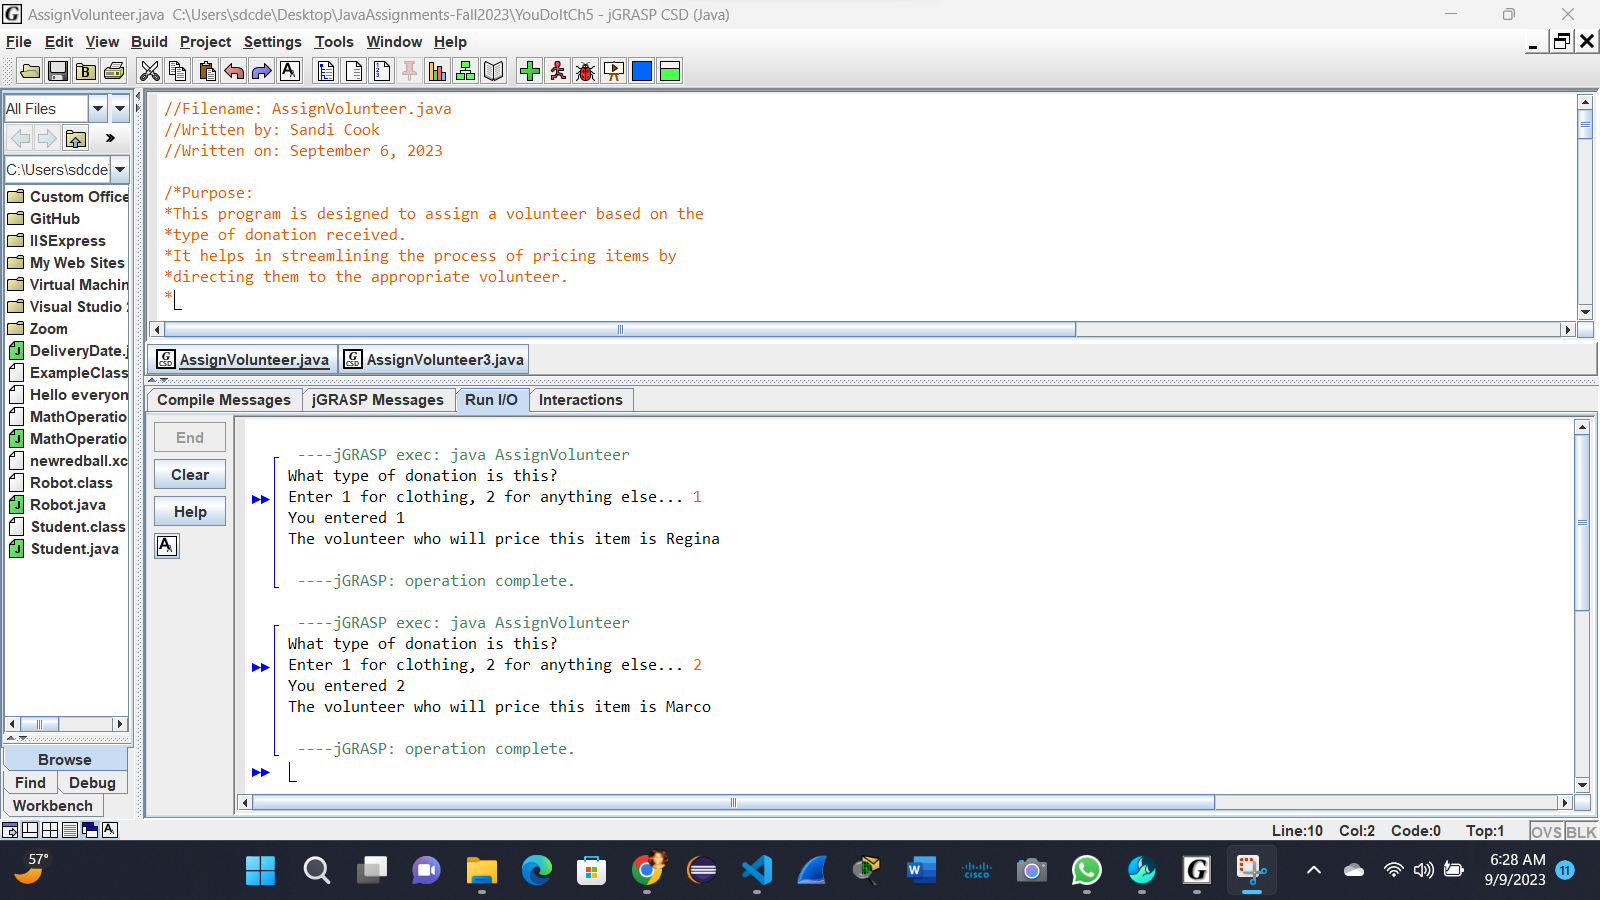 AssignVolunteer.java  C:\Users\sdcde\Desktop\JavaAssignments-Fall2023\YouDoItCh5 - jGRASP CSD (Java)
File Edit View Build Project Settings Tools Window Help
All Files
C:\Users\sdcde
Custom Office
GitHub
IISExpress
My Web Sites
Virtual Machin
Visual Studio
Zoom
DeliveryDate.j
ExampleClass
Hello everyon
MathOperatio
MathOperatio
newredball.xc
Robot.class
Robot.java
Student.class
Student.java
Browse
Find Debug
Workbench
//Filename: AssignVolunteer.java
//Written by: Sandi Cook
//Written on: September 6, 2023
/*Purpose:
*This program is designed to assign a volunteer based on the
*type of donation received.
*It helps in streamlining the process of pricing items by
*directing them to the appropriate volunteer.
*
AssignVolunteer.java AssignVolunteer3.java
Compile Messages jGRASP Messages Run I/O Interactions
End
Clear
Help
----jGRASP exec: java AssignVolunteer
What type of donation is this?
Enter 1 for clothing, 2 for anything else... 1
You entered 1
The volunteer who will price this item is Regina
----jGRASP: operation complete.
----jGRASP exec: java AssignVolunteer
What type of donation is this?
Enter 1 for clothing, 2 for anything else... 2
You entered 2
The volunteer who will price this item is Marco
----jGRASP: operation complete.
Line:10 Col:2 Code:0 Top:1 OVS BLK
57°
cisco
6:28 AM
9/9/2023
11